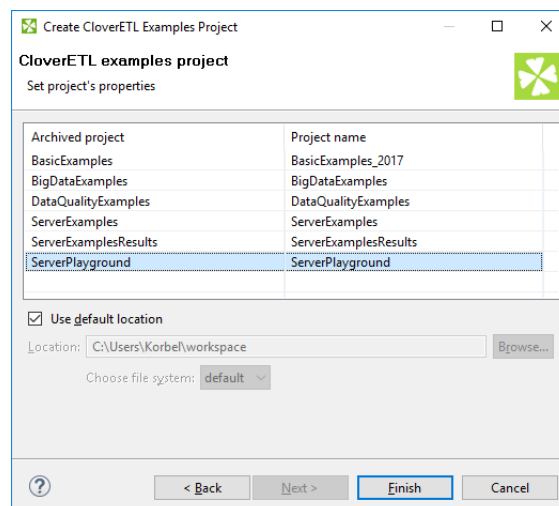 Create CloverETL Examples Project
CloverETL examples project
Set project's properties
Archived project Project name
BasicExamples BasicExamples_2017
BigDataExamples BigDataExamples
DataQualityExamples DataQualityExamples
ServerExamples ServerExamples
ServerExamplesResults ServerExamplesResults
ServerPlayground ServerPlayground
Use default location
Location: C:\Users\Korbel\workspace Browse...
Choose file system: default
? < Back Next > Finish Cancel